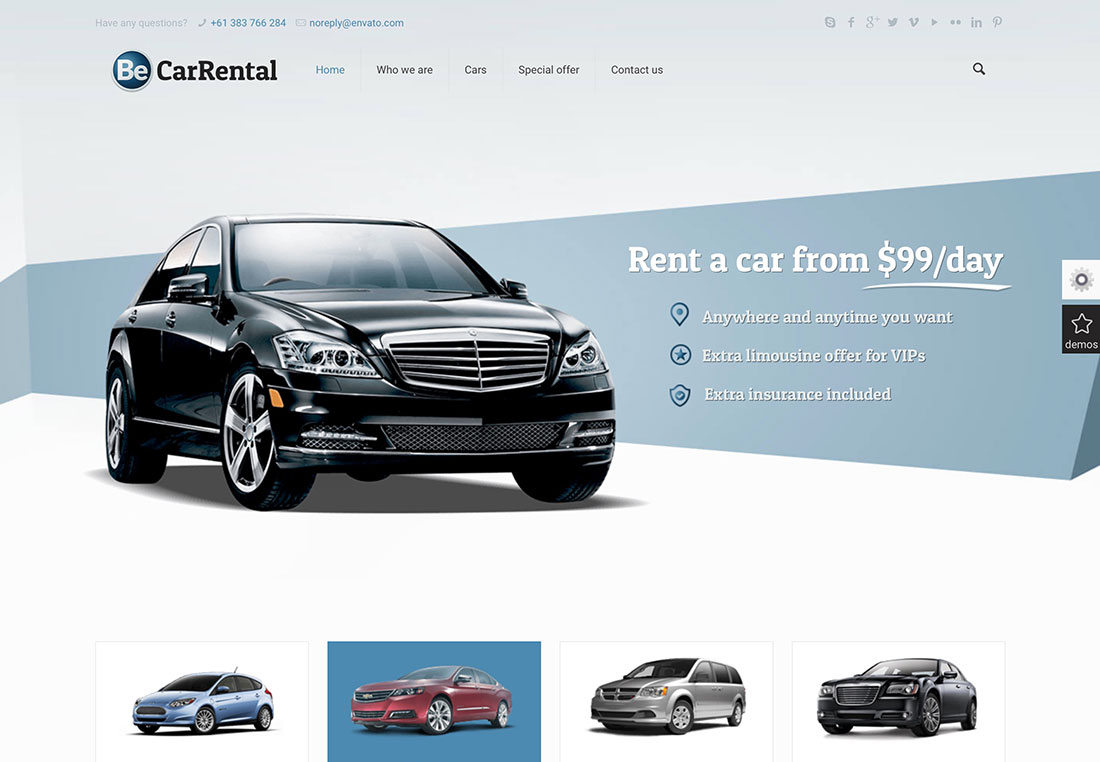 Have any questions? +61 383 766 284 noreply@envato.com
Be CarRental Home Who we are Cars Special offer Contact us
Rent a car from $99/day
Anywhere and anytime you want
Extra limousine offer for VIPs
Extra insurance included
demos